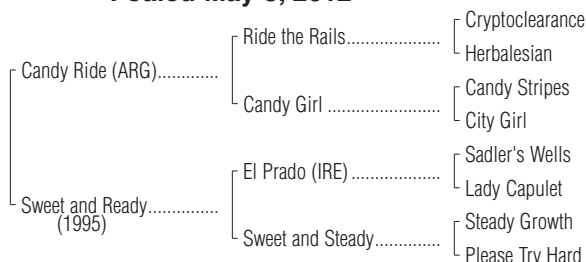 Foaled May 2012
Cryptoclearance
Ride the Rails....................
Herbalesian
Candy Ride (ARG).............
Candy Stripes
Candy Girl ........................
City Girl
Sadler's Wells
El Prado (IRE) ...................
Lady Capulet
Sweet and Ready...............
(1995)
Steady Growth
Sweet and Steady..............
Please Try Hard